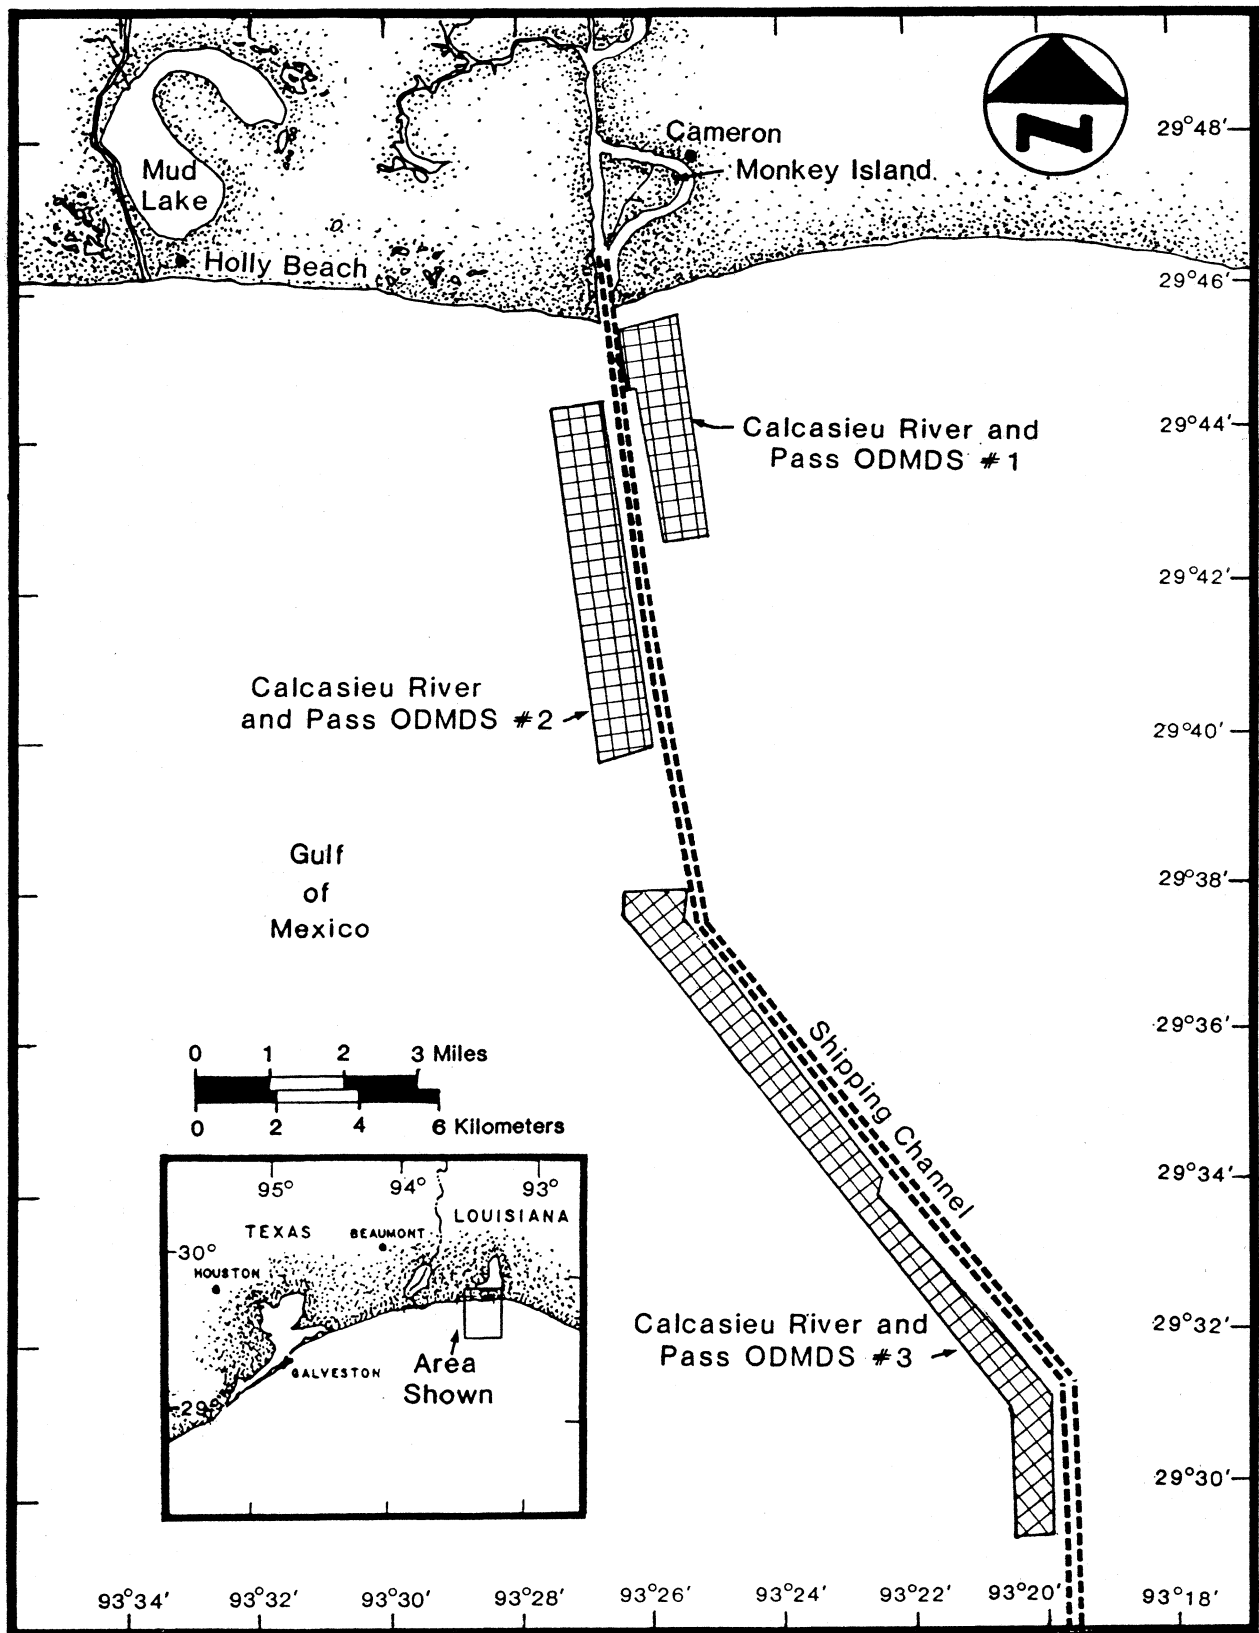 N
Cameron
Monkey Island
Mud
Lake
Holly Beach
29°48'
29°46'
29°44'
29°42'
29°40'
29°38'
29°36'
29°34'
29°32'
29°30'
Calcasieu River and
Pass ODMDS #1
Calcasieu River
and Pass ODMDS #2
Gulf
of
Mexico
Shipping Channel
0 1 2 3 Miles
0 2 4 6 Kilometers
95° 94° 93°
TEXAS
BEAUMONT
LOUISIANA
30°
HOUSTON
GALVESTON
29°
Area
Shown
Calcasieu River and
Pass ODMDS #3
93°34' 93°32' 93°30' 93°28' 93°26' 93°24' 93°22' 93°20' 93°18'